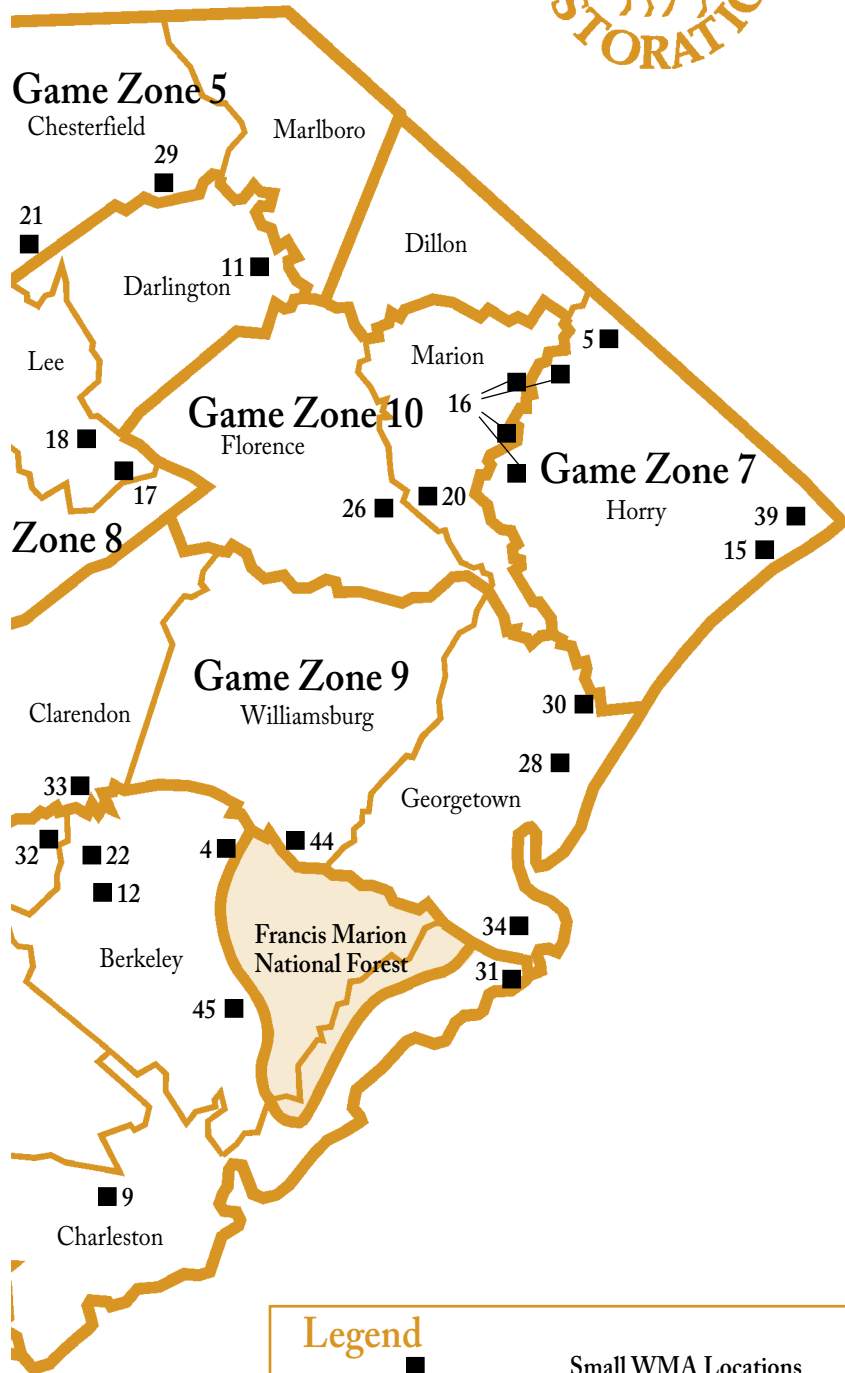 STORATIO
Game Zone 5
Chesterfield
Marlboro
29
21
Dillon
11
Darlington
5
Marion
Lee
16
Game Zone 10
18
Florence
Game Zone 7
17
20
Horry
26
39
Zone 8
15
Game Zone 9
Clarendon
Williamsburg
30
28
33
Georgetown
4
44
32
22
12
34
Francis Marion
National Forest
Berkeley
31
45
9
Charleston
Legend
Small WMA Locations